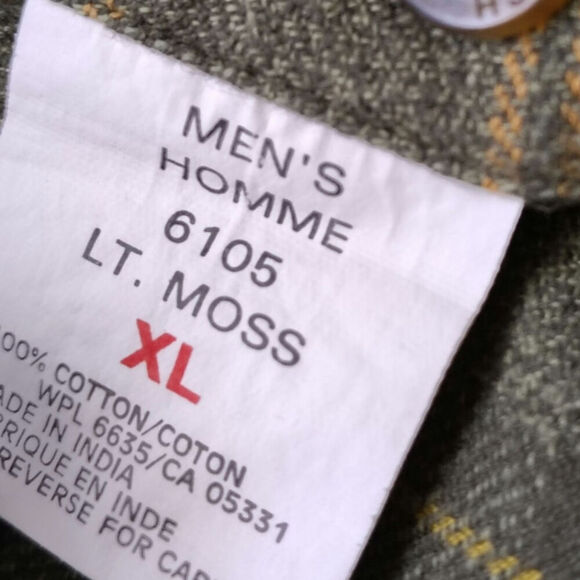 MEN'S
HOMME
6105
LT. MOSS
XL
00% COTTON/COTON
WPL 6635/CA 05331
ADE IN INDIA
RIQUE EN INDE
REVERSE FOR CAR